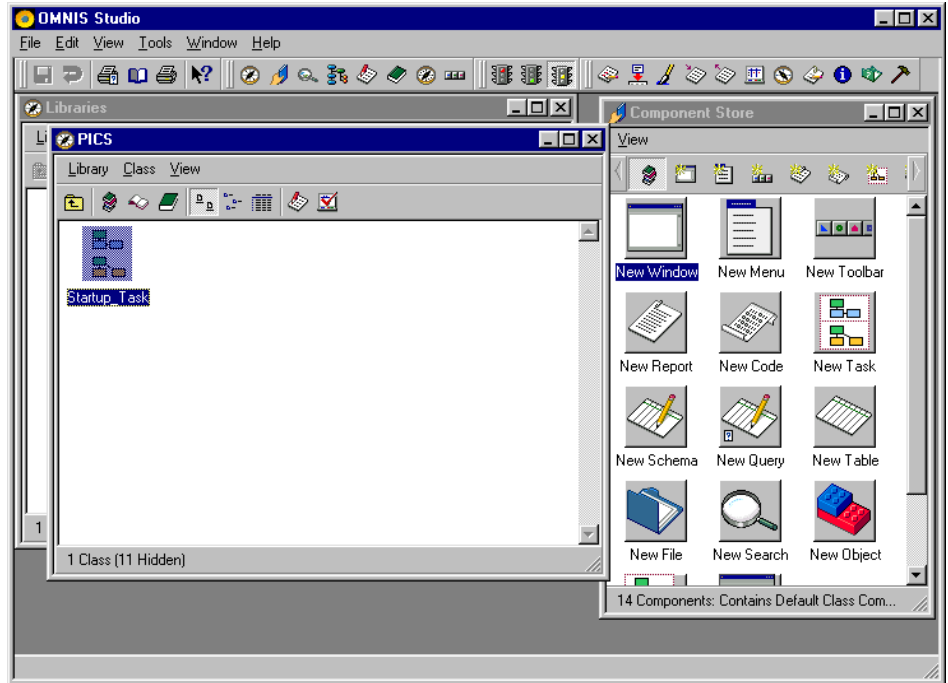 OMNIS Studio
File Edit View Tools Window Help
Libraries
Li
PICS
Library Class View
Startup_Task
1
1 Class (11 Hidden)
Component Store
View
New Window New Menu New Toolbar
New Report New Code New Task
New Schema New Query New Table
New File New Search New Object
14 Components: Contains Default Class Com...